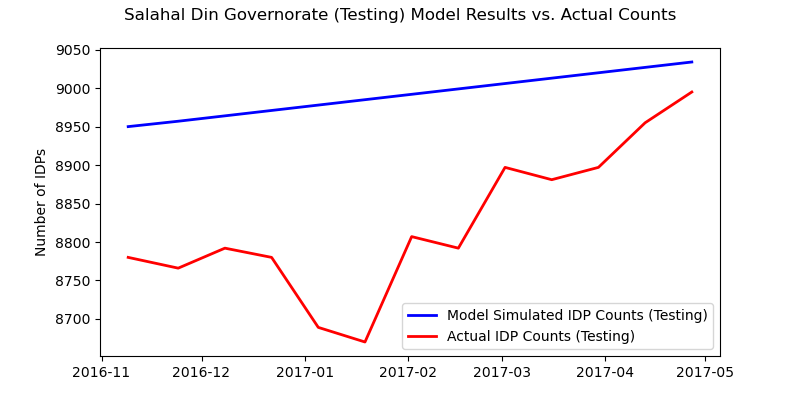 Salahal Din Governorate (Testing) Model Results vs. Actual Counts
9050
9000
8950
8900
8850
8800
8750
8700
Number of IDPs
Model Simulated IDP Counts (Testing)
Actual IDP Counts (Testing)
2016-11 2016-12 2017-01 2017-02 2017-03 2017-04 2017-05